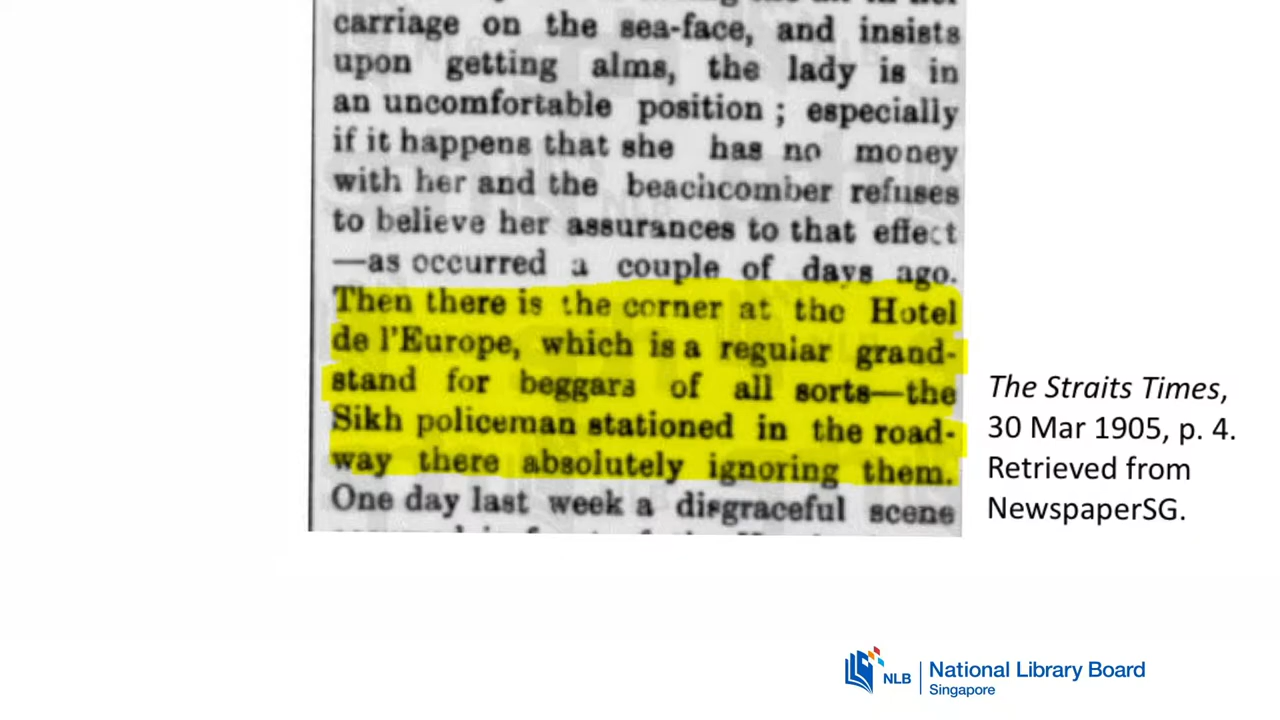 carriage on the sea-face, and insists
upon getting alms, the lady is in
an uncomfortable position ; especially
if it happens that she has no money
with her and the beachcomber refuses
to believe her assurances to that effect
—as occurred a couple of days ago.
Then there is the corner at the Hotel
de l'Europe, which is a regular grand-
stand for beggars of all sorts—the
Sikh policeman stationed in the road-
way there absolutely ignoring them.
One day last week a disgraceful scene
The Straits Times,
30 Mar 1905, p. 4.
Retrieved from
NewspaperSG.
NLB
National Library Board
Singapore